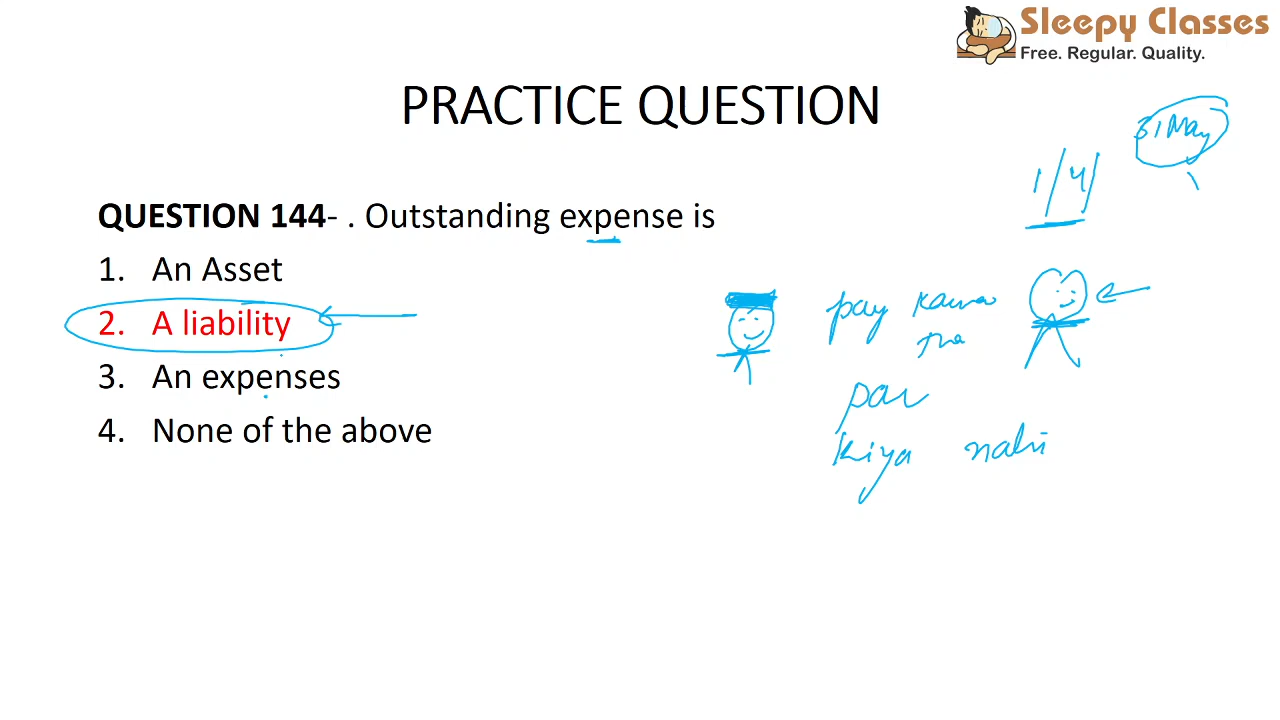 Sleepy Classes
Free. Regular. Quality.
PRACTICE QUESTION
31 May
1/4/
QUESTION 144- . Outstanding expense is
1. An Asset
2. A liability
3. An expenses
4. None of the above
pay karna
tha
par
kiya nahi